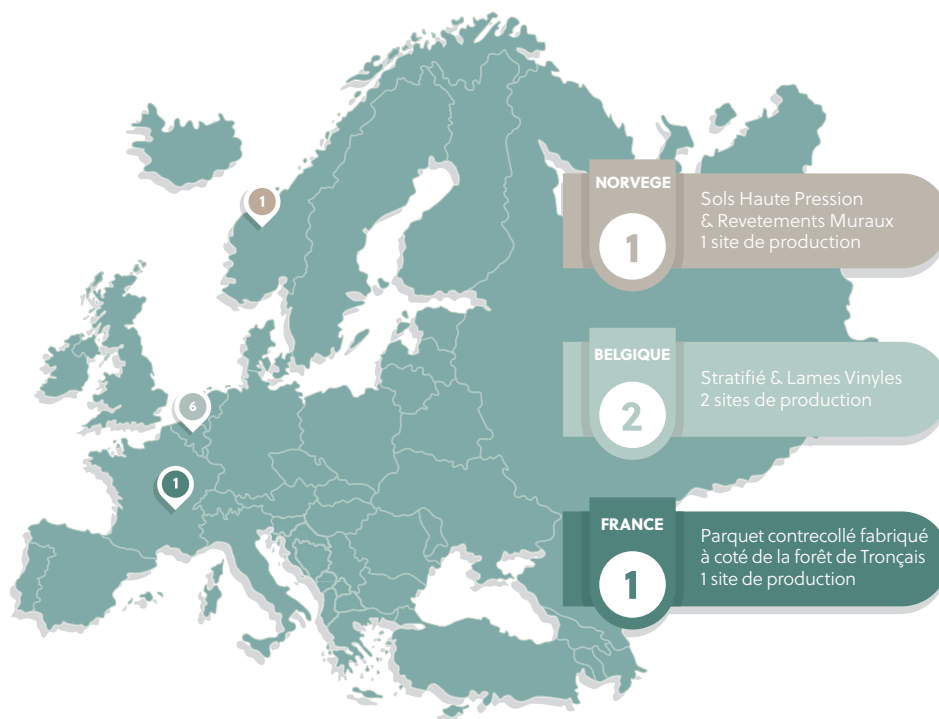 1
6
1
NORVEGE
1
Sols Haute Pression
& Revetements Muraux
1 site de production
BELGIQUE
2
Stratifié & Lames Vinyles
2 sites de production
FRANCE
1
Parquet contrecollé fabriqué
à coté de la forêt de Tronçais
1 site de production